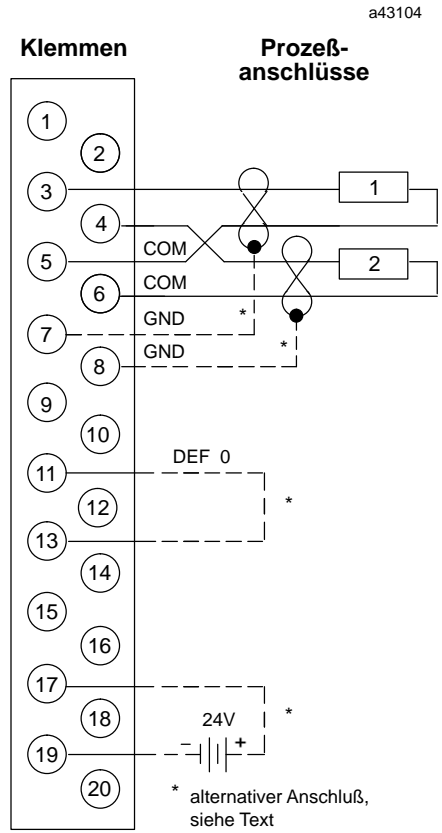 a43104
Klemmen
Prozeß-
anschlüsse
1
2
3
1
4
COM
5
2
COM
6
GND
*
7
GND
*
8
9
10
DEF 0
11
*
12
13
14
15
16
17
*
18
24V
19
– +
20
* alternativer Anschluß,
siehe Text